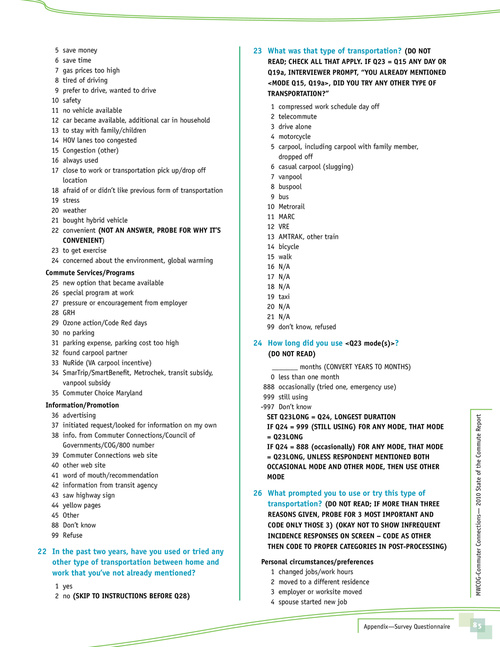 5 save money
6 save time
7 gas prices too high
8 tired of driving
9 prefer to drive, wanted to drive
10 safety
11 no vehicle available
12 car became available, additional car in household
13 to stay with family/children
14 HOV lanes too congested
15 Congestion (other)
16 always used
17 close to work or transportation pick up/drop off
location
18 afraid of or didn't like previous form of transportation
19 stress
20 weather
21 bought hybrid vehicle
22 convenient (NOT AN ANSWER, PROBE FOR WHY IT'S
CONVENIENT)
23 to get exercise
24 concerned about the environment, global warming
Commute Services/Programs
25 new option that became available
26 special program at work
27 pressure or encouragement from employer
28 GRH
29 Ozone action/Code Red days
30 no parking
31 parking expense, parking cost too high
32 found carpool partner
33 NuRide (VA carpool incentive)
34 SmarTrip/SmartBenefit, Metrochek, transit subsidy,
vanpool subsidy
35 Commuter Choice Maryland
Information/Promotion
36 advertising
37 initiated request/looked for information on my own
38 info. from Commuter Connections/Council of
Governments/COG/800 number
39 Commuter Connections web site
40 other web site
41 word of mouth/recommendation
42 information from transit agency
43 saw highway sign
44 yellow pages
45 Other
88 Don't know
99 Refuse
22 In the past two years, have you used or tried any
other type of transportation between home and
work that you've not already mentioned?
1 yes
2 no (SKIP TO INSTRUCTIONS BEFORE Q28)
23 What was that type of transportation? (DO NOT
READ; CHECK ALL THAT APPLY. IF Q23 = Q15 ANY DAY OR
Q19a, INTERVIEWER PROMPT, "YOU ALREADY MENTIONED
<MODE Q15, Q19a>, DID YOU TRY ANY OTHER TYPE OF
TRANSPORTATION?"
1 compressed work schedule day off
2 telecommute
3 drive alone
4 motorcycle
5 carpool, including carpool with family member,
dropped off
6 casual carpool (slugging)
7 vanpool
8 buspool
9 bus
10 Metrorail
11 MARC
12 VRE
13 AMTRAK, other train
14 bicycle
15 walk
16 N/A
17 N/A
18 N/A
19 taxi
20 N/A
21 N/A
99 don't know, refused
24 How long did you use <Q23 mode(s)>?
(DO NOT READ)
_______ months (CONVERT YEARS TO MONTHS)
0 less than one month
888 occasionally (tried one, emergency use)
999 still using
-997 Don't know
SET Q23LONG = Q24, LONGEST DURATION
IF Q24 = 999 (STILL USING) FOR ANY MODE, THAT MODE
= Q23LONG
IF Q24 = 888 (occasionally) FOR ANY MODE, THAT MODE
= Q23LONG, UNLESS RESPONDENT MENTIONED BOTH
OCCASIONAL MODE AND OTHER MODE, THEN USE OTHER
MODE
26 What prompted you to use or try this type of
transportation? (DO NOT READ; IF MORE THAN THREE
REASONS GIVEN, PROBE FOR 3 MOST IMPORTANT AND
CODE ONLY THOSE 3) (OKAY NOT TO SHOW INFREQUENT
INCIDENCE RESPONSES ON SCREEN – CODE AS OTHER
THEN CODE TO PROPER CATEGORIES IN POST-PROCESSING)
Personal circumstances/preferences
1 changed jobs/work hours
2 moved to a different residence
3 employer or worksite moved
4 spouse started new job
MWCOG-Commuter Connections— 2010 State of the Commute Report
Appendix—Survey Questionnaire